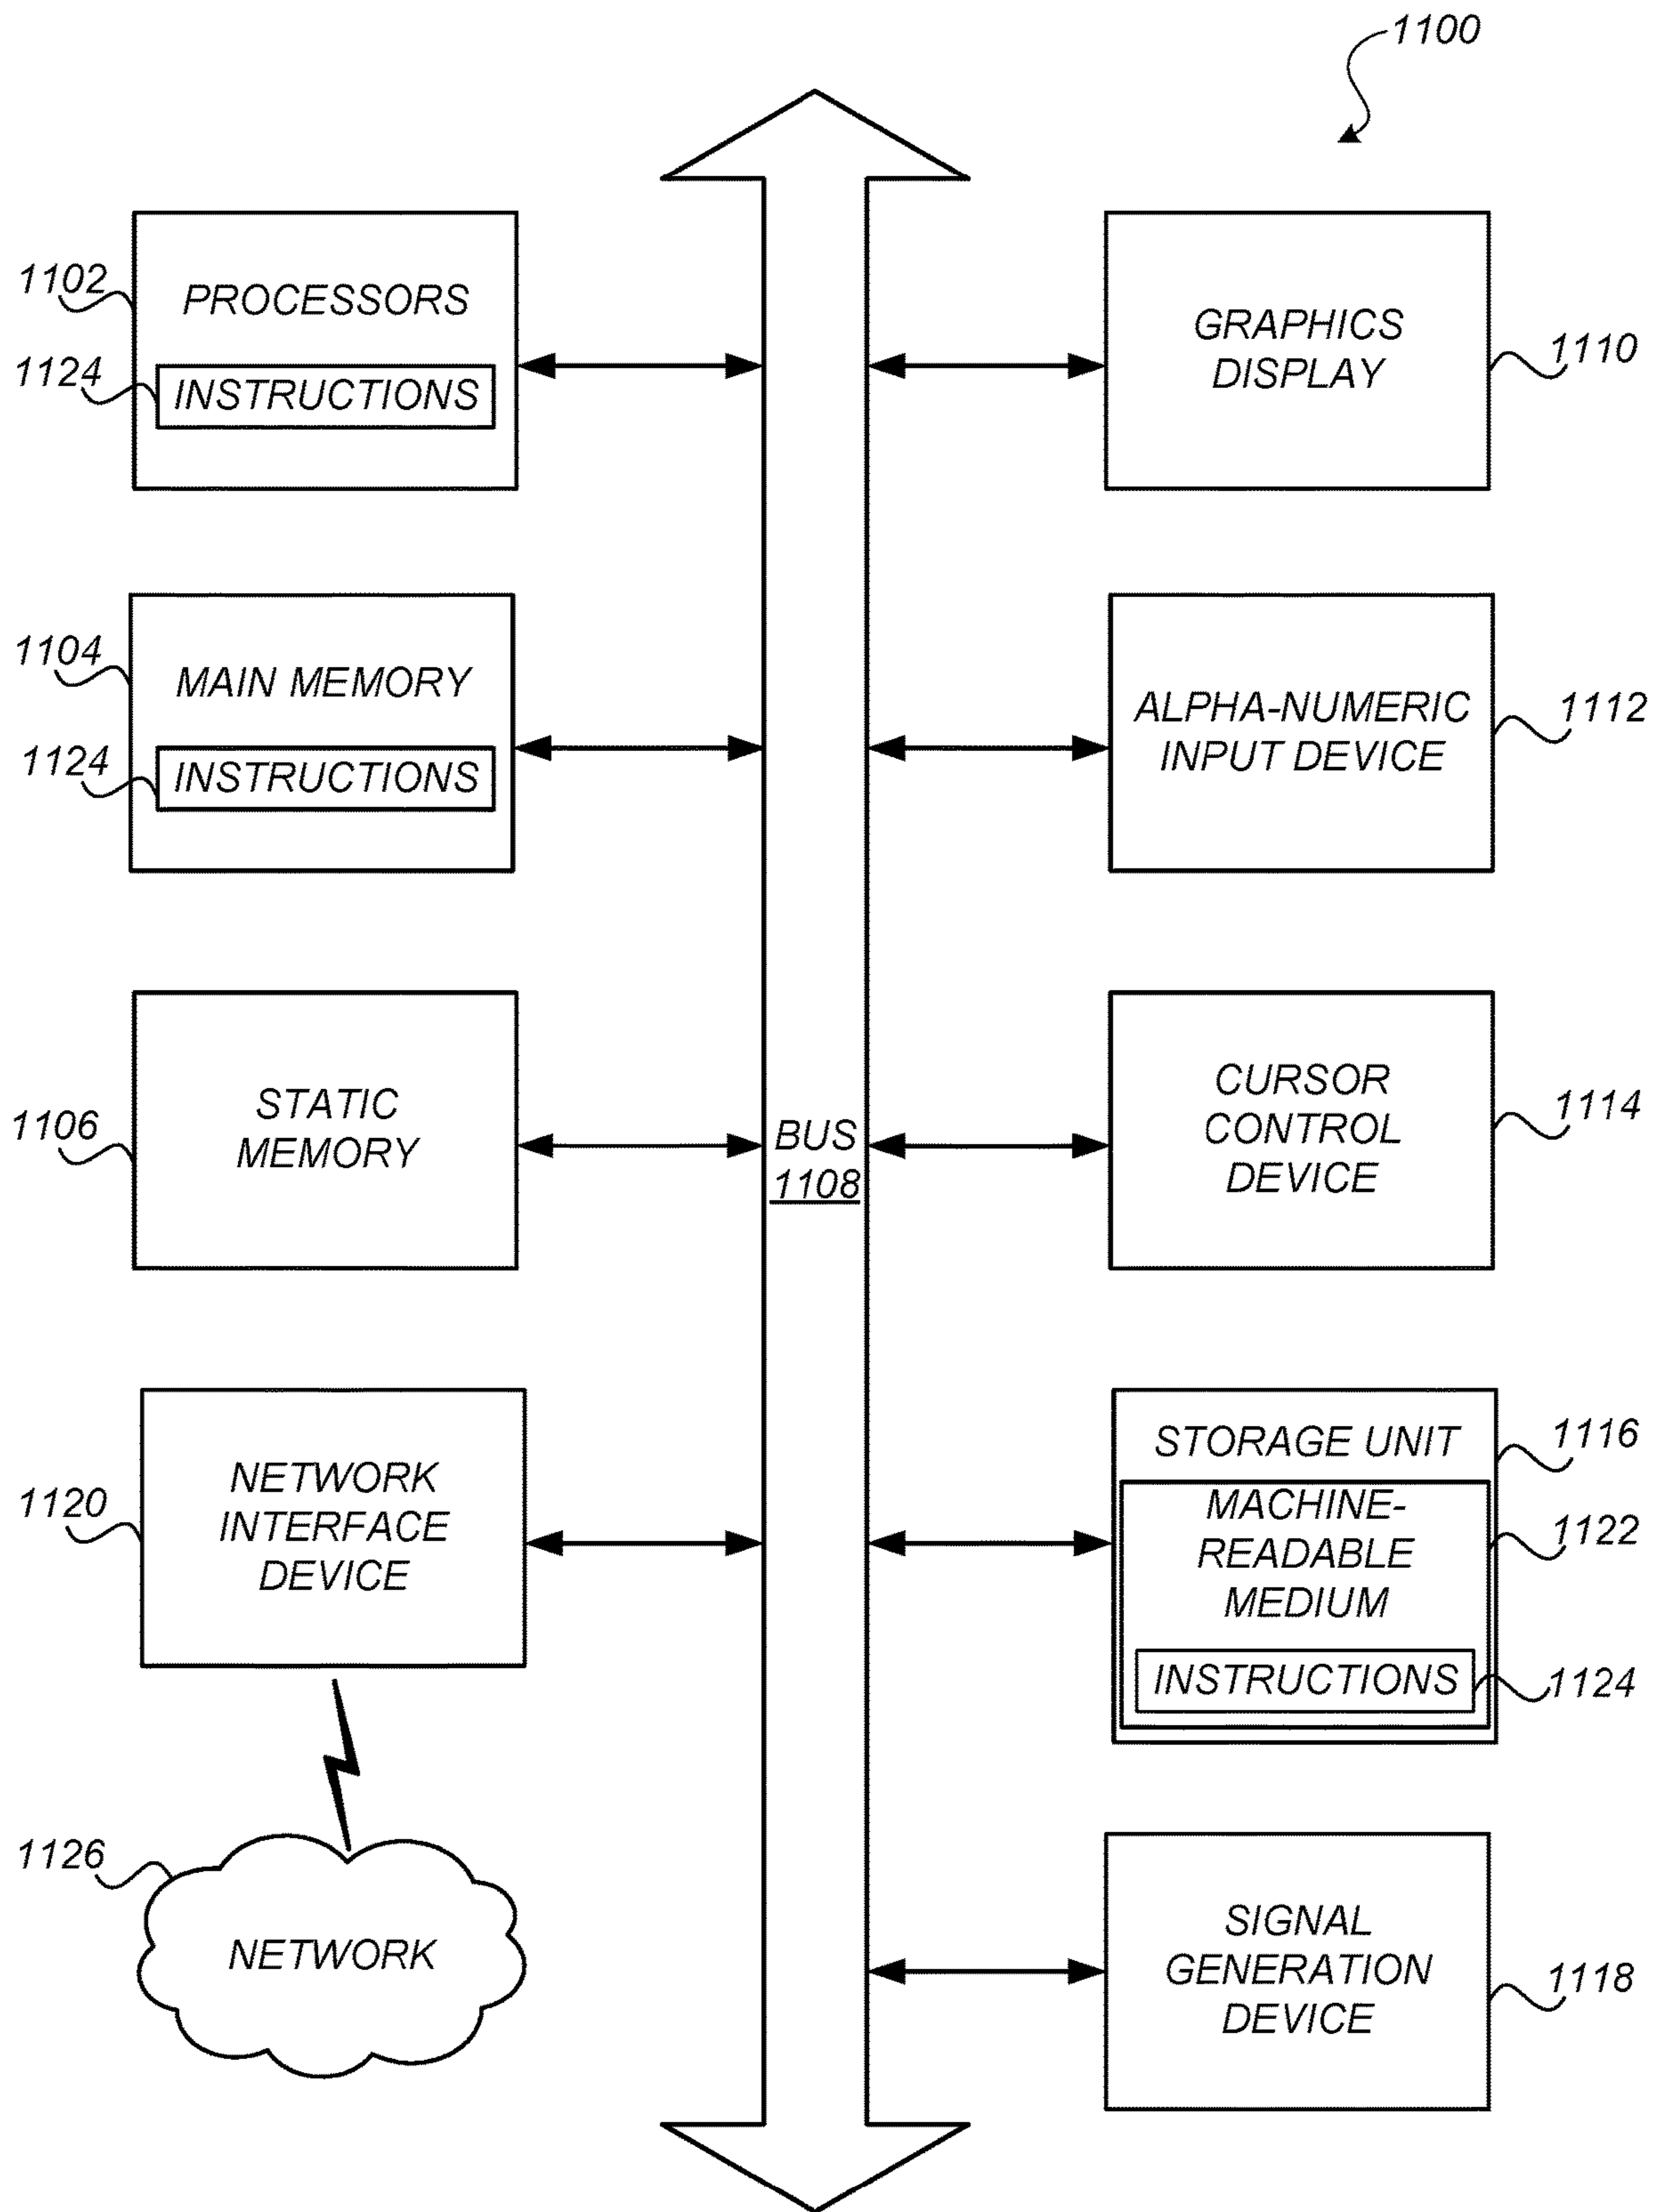 1100
1102
PROCESSORS
1124
INSTRUCTIONS
GRAPHICS
DISPLAY
1110
1104
MAIN MEMORY
1124
INSTRUCTIONS
ALPHA-NUMERIC
INPUT DEVICE
1112
1106
STATIC
MEMORY
BUS
1108
CURSOR
CONTROL
DEVICE
1114
1120
NETWORK
INTERFACE
DEVICE
STORAGE UNIT
1116
MACHINE-
READABLE
MEDIUM
1122
INSTRUCTIONS
1124
1126
NETWORK
SIGNAL
GENERATION
DEVICE
1118